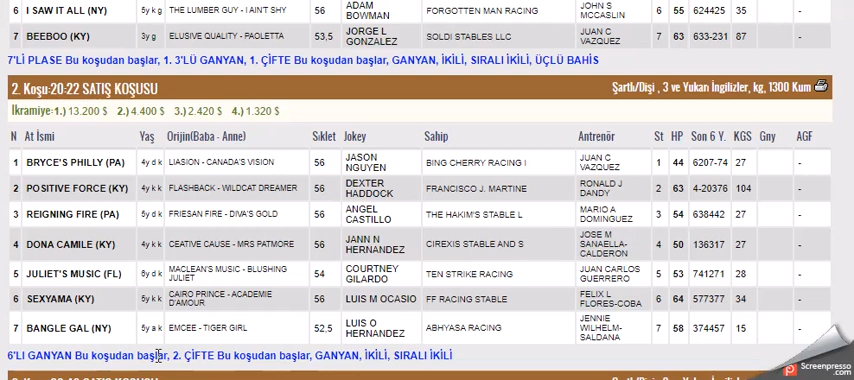 6 I SAW IT ALL (NY) 5y k g THE LUMBER GUY - I AIN'T SHY 56 ADAM BOWMAN FORGOTTEN MAN RACING JOHN S MCCASLIN 6 55 624425 35
7 BEEBOO (KY) 3y g ELUSIVE QUALITY - PAOLETTA 53,5 JORGE L GONZALEZ SOLDI STABLES LLC JUAN C VAZQUEZ 7 63 633-231 87
7'Lİ PLASE Bu koşudan başlar, 1. 3'LÜ GANYAN, 1. ÇİFTE Bu koşudan başlar, GANYAN, İKİLİ, SIRALI İKİLİ, ÜÇLÜ BAHİS
2. Koşu:20:22 SATIŞ KOŞUSU Şartlı/Dişi , 3 ve Yukarı İngilizler, kg, 1300 Kum
İkramiye:1.) 13.200 $ 2.) 4.400 $ 3.) 2.420 $ 4.) 1.320 $
N At İsmi Yaş Orijin(Baba - Anne) Sıklet Jokey Sahip Antrenör St HP Son 6 Y. KGS Gny AGF
1 BRYCE'S PHILLY (PA) 4y d k LIASION - CANADA'S VISION 56 JASON NGUYEN BING CHERRY RACING I JUAN C VAZQUEZ 1 44 6207-74 27 -
2 POSITIVE FORCE (KY) 4y k k FLASHBACK - WILDCAT DREAMER 56 DEXTER HADDOCK FRANCISCO J. MARTINE RONALD J DANDY 2 63 4-20376 104 -
3 REIGNING FIRE (PA) 5y d k FRIESAN FIRE - DIVA'S GOLD 56 ANGEL CASTILLO THE HAKIM'S STABLE L MARIO A DOMINGUEZ 3 54 638442 27 -
4 DONA CAMILE (KY) 4y k k CEATIVE CAUSE - MRS PATMORE 56 JANN N HERNANDEZ CIREXIS STABLE AND S JOSE M SANAELLA-CALDERON 4 50 136317 27 -
5 JULIET'S MUSIC (FL) 6y d k MACLEAN'S MUSIC - BLUSHING JULIET 54 COURTNEY GILARDO TEN STRIKE RACING JUAN CARLOS GUERRERO 5 53 741271 28 -
6 SEXYAMA (KY) 5y k k CAIRO PRINCE - ACADEMIE D'AMOUR 56 LUIS M OCASIO FF RACING STABLE FELIX L FLORES-COBA 6 64 577377 34 -
7 BANGLE GAL (NY) 5y a k EMCEE - TIGER GIRL 52,5 LUIS O HERNANDEZ ABHYASA RACING JENNIE WILHELM-SALDANA 7 58 374457 15 -
6'LI GANYAN Bu koşudan başlar, 2. ÇİFTE Bu koşudan başlar, GANYAN, İKİLİ, SIRALI İKİLİ
Screenpresso